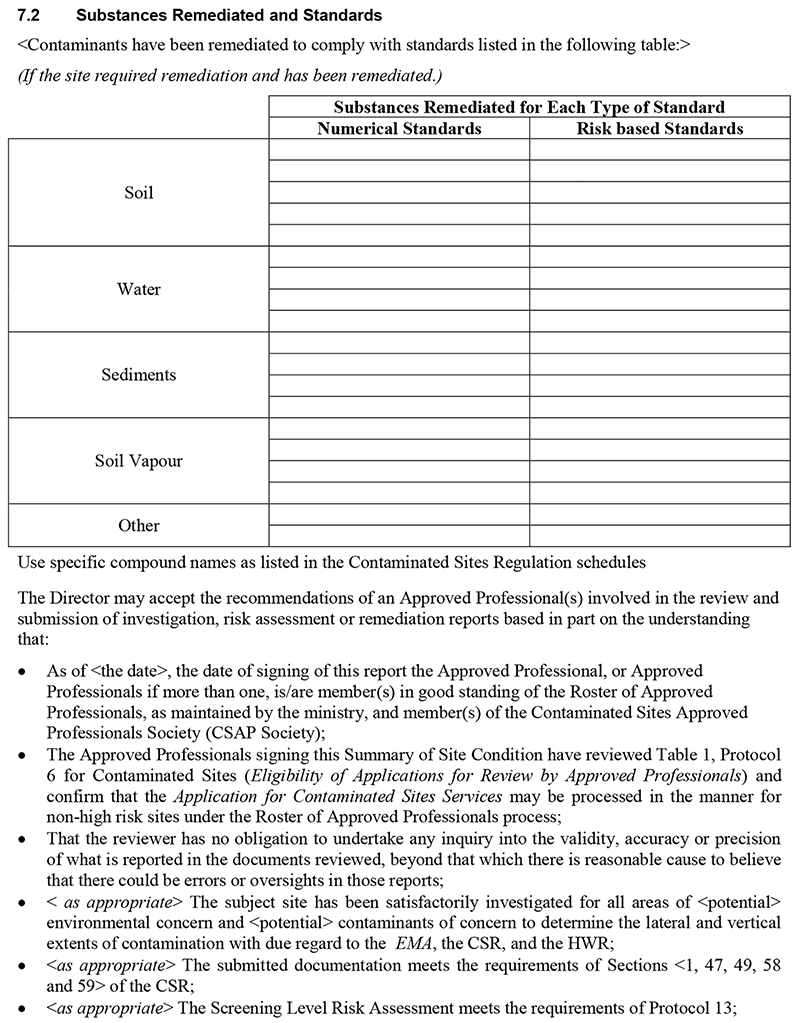 7.2 Substances Remediated and Standards
<Contaminants have been remediated to comply with standards listed in the following table:>
(If the site required remediation and has been remediated.)
Substances Remediated for Each Type of Standard
Numerical Standards Risk based Standards
Soil
Water
Sediments
Soil Vapour
Other
Use specific compound names as listed in the Contaminated Sites Regulation schedules
The Director may accept the recommendations of an Approved Professional(s) involved in the review and
submission of investigation, risk assessment or remediation reports based in part on the understanding
that:
• As of <the date>, the date of signing of this report the Approved Professional, or Approved
Professionals if more than one, is/are member(s) in good standing of the Roster of Approved
Professionals, as maintained by the ministry, and member(s) of the Contaminated Sites Approved
Professionals Society (CSAP Society);
• The Approved Professionals signing this Summary of Site Condition have reviewed Table 1, Protocol
6 for Contaminated Sites (Eligibility of Applications for Review by Approved Professionals) and
confirm that the Application for Contaminated Sites Services may be processed in the manner for
non-high risk sites under the Roster of Approved Professionals process;
• That the reviewer has no obligation to undertake any inquiry into the validity, accuracy or precision
of what is reported in the documents reviewed, beyond that which there is reasonable cause to believe
that there could be errors or oversights in those reports;
• < as appropriate> The subject site has been satisfactorily investigated for all areas of <potential>
environmental concern and <potential> contaminants of concern to determine the lateral and vertical
extents of contamination with due regard to the EMA, the CSR, and the HWR;
• <as appropriate> The submitted documentation meets the requirements of Sections <1, 47, 49, 58
and 59> of the CSR;
• <as appropriate> The Screening Level Risk Assessment meets the requirements of Protocol 13;